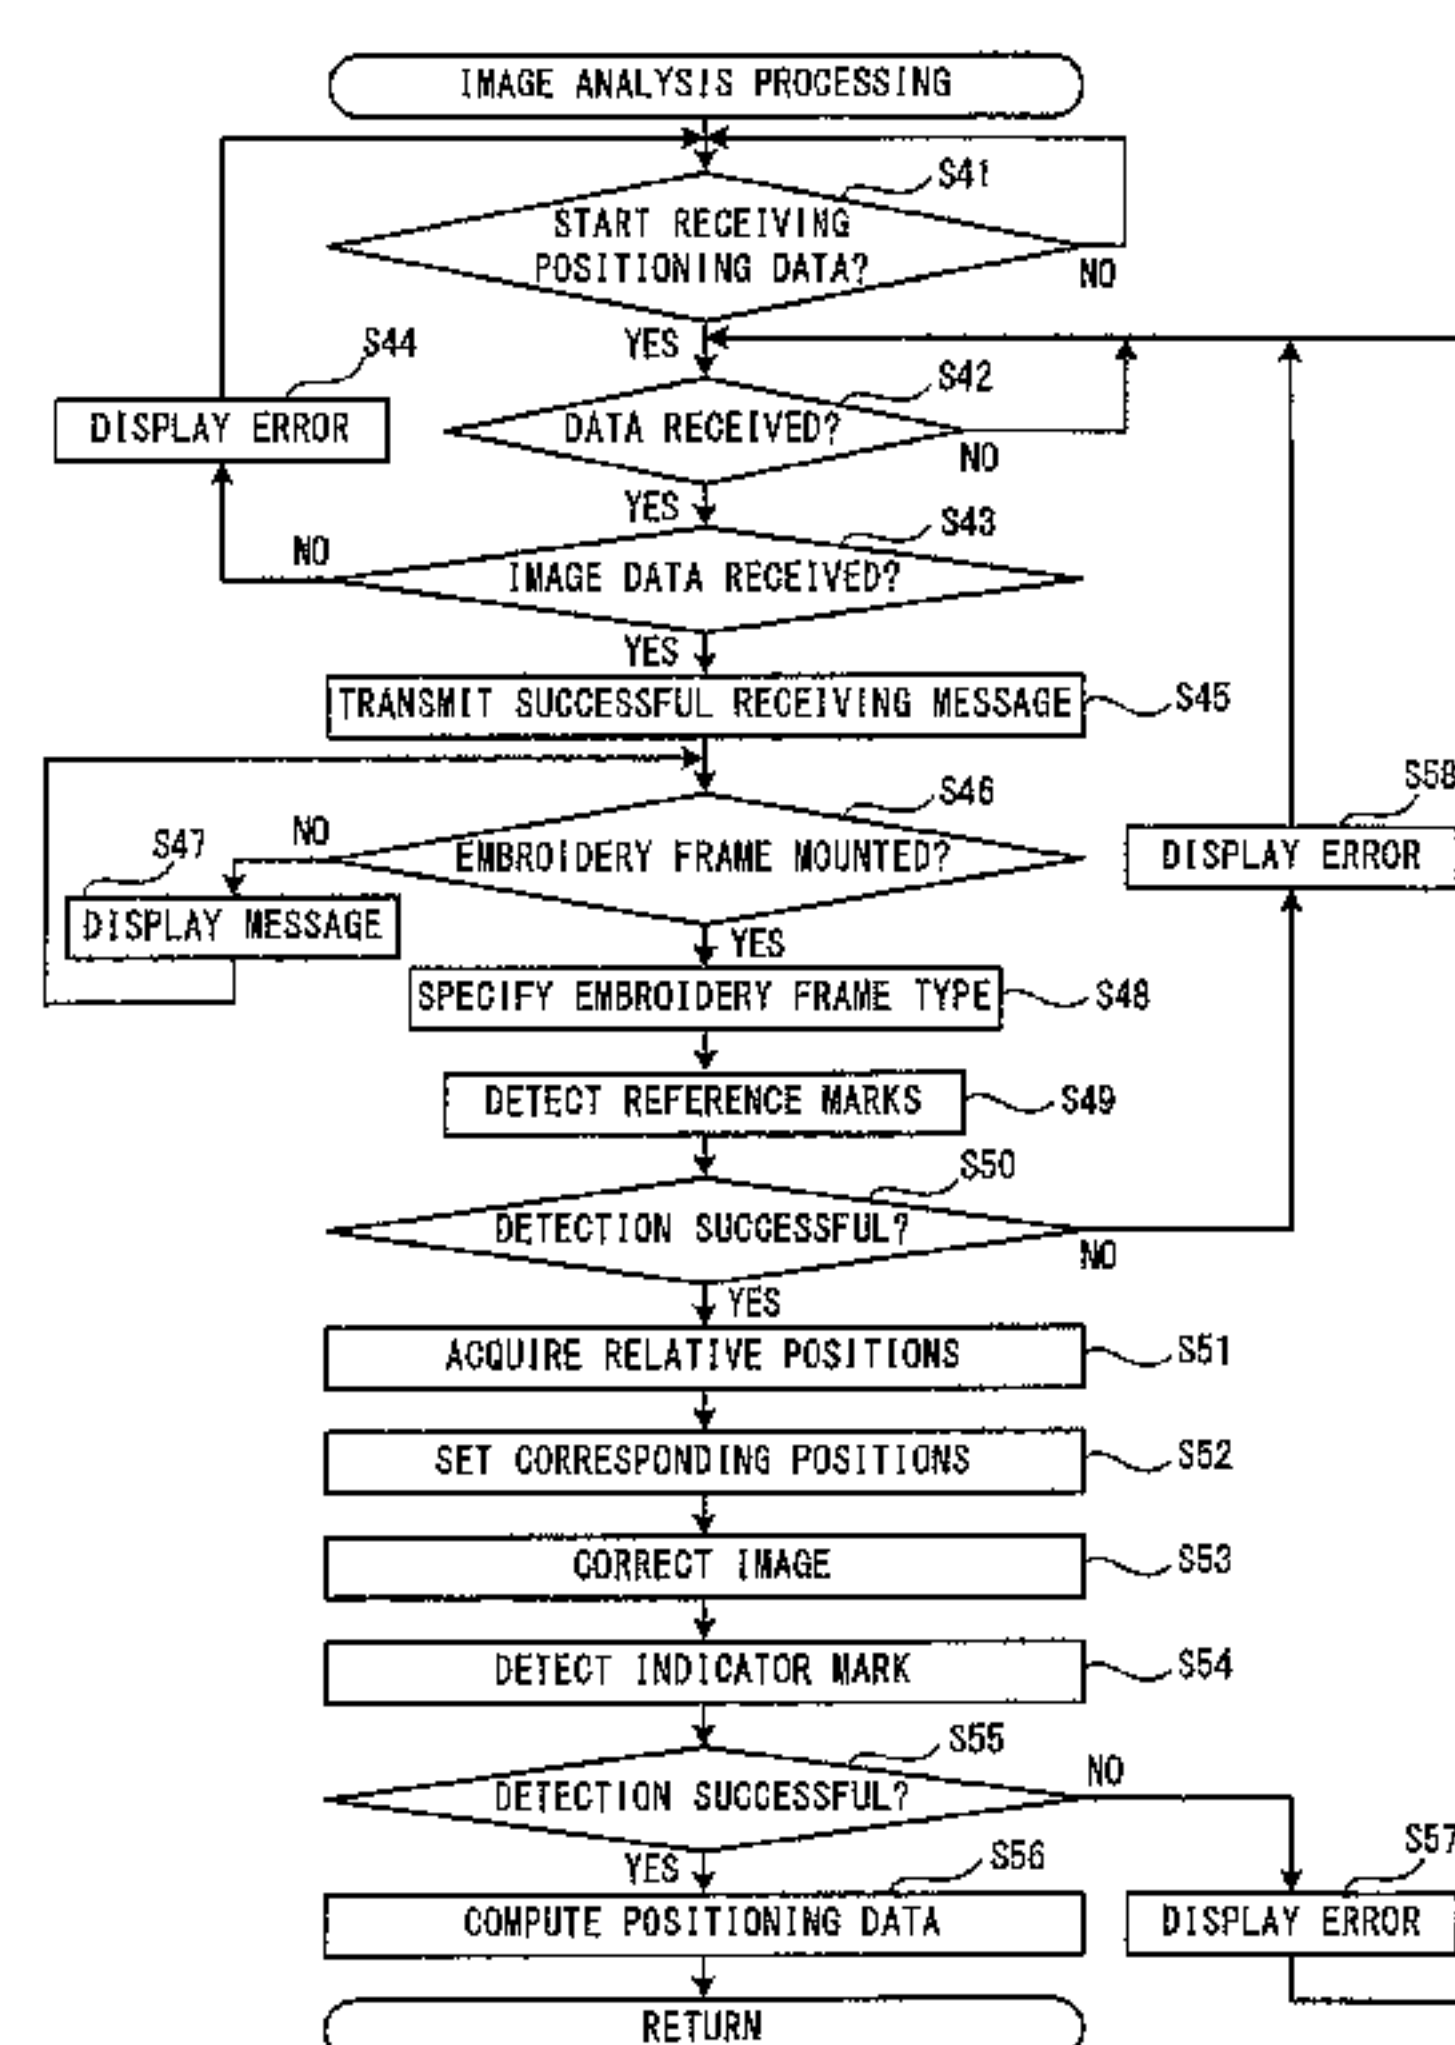 IMAGE ANALYSIS PROCESSING
S41
START RECEIVING
POSITIONING DATA?
NO
YES
S44
S42
DISPLAY ERROR
DATA RECEIVED?
NO
YES
S43
NO
IMAGE DATA RECEIVED?
YES
TRANSMIT SUCCESSFUL RECEIVING MESSAGE
S45
S46
S58
NO
S47
EMBROIDERY FRAME MOUNTED?
DISPLAY ERROR
DISPLAY MESSAGE
YES
SPECIFY EMBROIDERY FRAME TYPE
S48
DETECT REFERENCE MARKS
S49
S50
DETECTION SUCCESSFUL?
NO
YES
ACQUIRE RELATIVE POSITIONS
S51
SET CORRESPONDING POSITIONS
S52
CORRECT IMAGE
S53
DETECT INDICATOR MARK
S54
S55
NO
DETECTION SUCCESSFUL?
YES
S56
S57
COMPUTE POSITIONING DATA
DISPLAY ERROR
RETURN